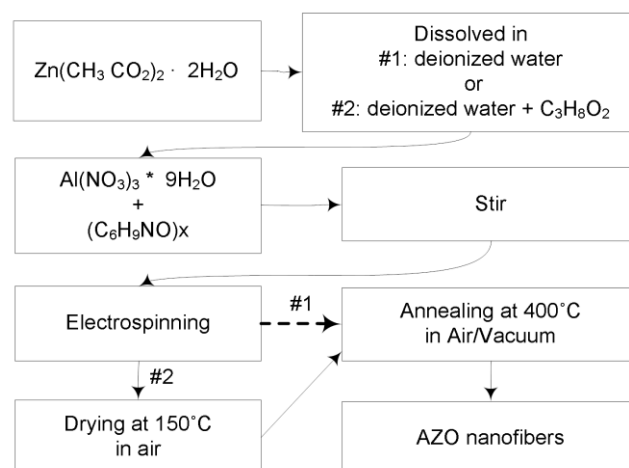 Zn(CH₃ CO₂)₂ · 2H₂O
Dissolved in
#1: deionized water
or
#2: deionized water + C₃H₈O₂
Al(NO₃)₃ * 9H₂O
+
(C₆H₉NO)x
Stir
Electrospinning
#1
Annealing at 400°C
in Air/Vacuum
#2
Drying at 150°C
in air
AZO nanofibers